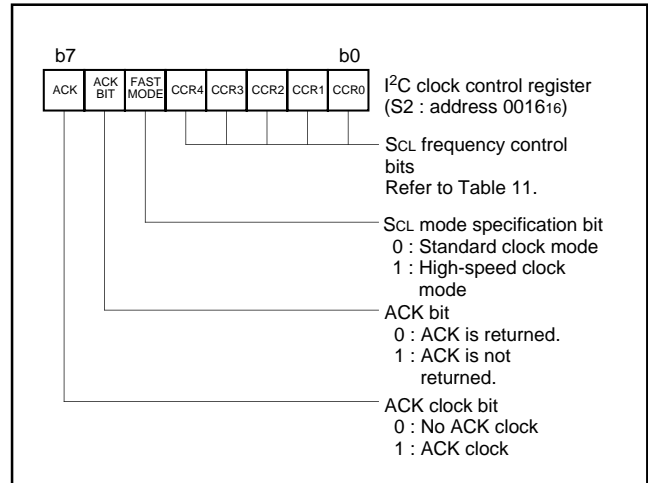 b7 b0
ACK ACK BIT FAST MODE CCR4 CCR3 CCR2 CCR1 CCR0
I2C clock control register
(S2 : address 001616)
SCL frequency control
bits
Refer to Table 11.
SCL mode specification bit
0 : Standard clock mode
1 : High-speed clock
mode
ACK bit
0 : ACK is returned.
1 : ACK is not
returned.
ACK clock bit
0 : No ACK clock
1 : ACK clock